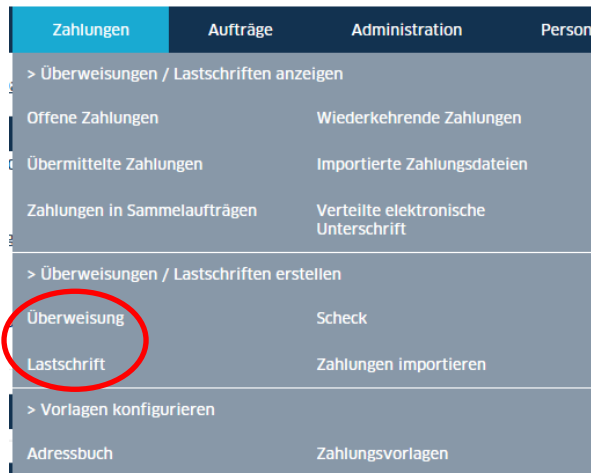 Zahlungen Aufträge Administration Person
> Überweisungen / Lastschriften anzeigen
Offene Zahlungen Wiederkehrende Zahlungen
Übermittelte Zahlungen Importierte Zahlungsdateien
Zahlungen in Sammelaufträgen Verteilte elektronische
Unterschrift
> Überweisungen / Lastschriften erstellen
Überweisung Scheck
Lastschrift Zahlungen importieren
> Vorlagen konfigurieren
Adressbuch Zahlungsvorlagen